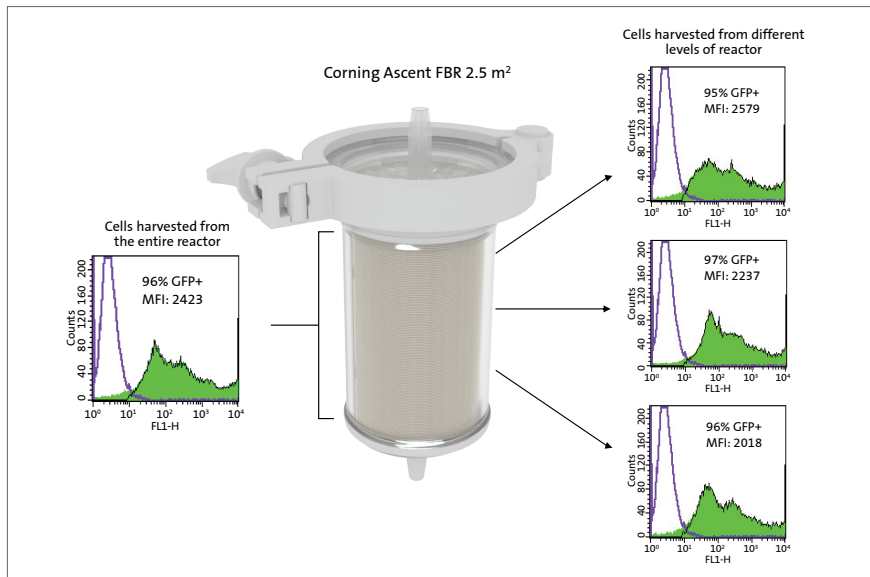 Corning Ascent FBR 2.5 m²
Cells harvested from
the entire reactor
96% GFP+
MFI: 2423
Counts
200
160
120
80
40
0
10⁰ 10¹ 10² 10³ 10⁴
FL1-H
Cells harvested from different
levels of reactor
95% GFP+
MFI: 2579
Counts
200
160
120
80
40
0
10⁰ 10¹ 10² 10³ 10⁴
FL1-H
97% GFP+
MFI: 2237
Counts
200
160
120
80
40
0
10⁰ 10¹ 10² 10³ 10⁴
FL1-H
96% GFP+
MFI: 2018
Counts
200
160
120
80
40
0
10⁰ 10¹ 10² 10³ 10⁴
FL1-H